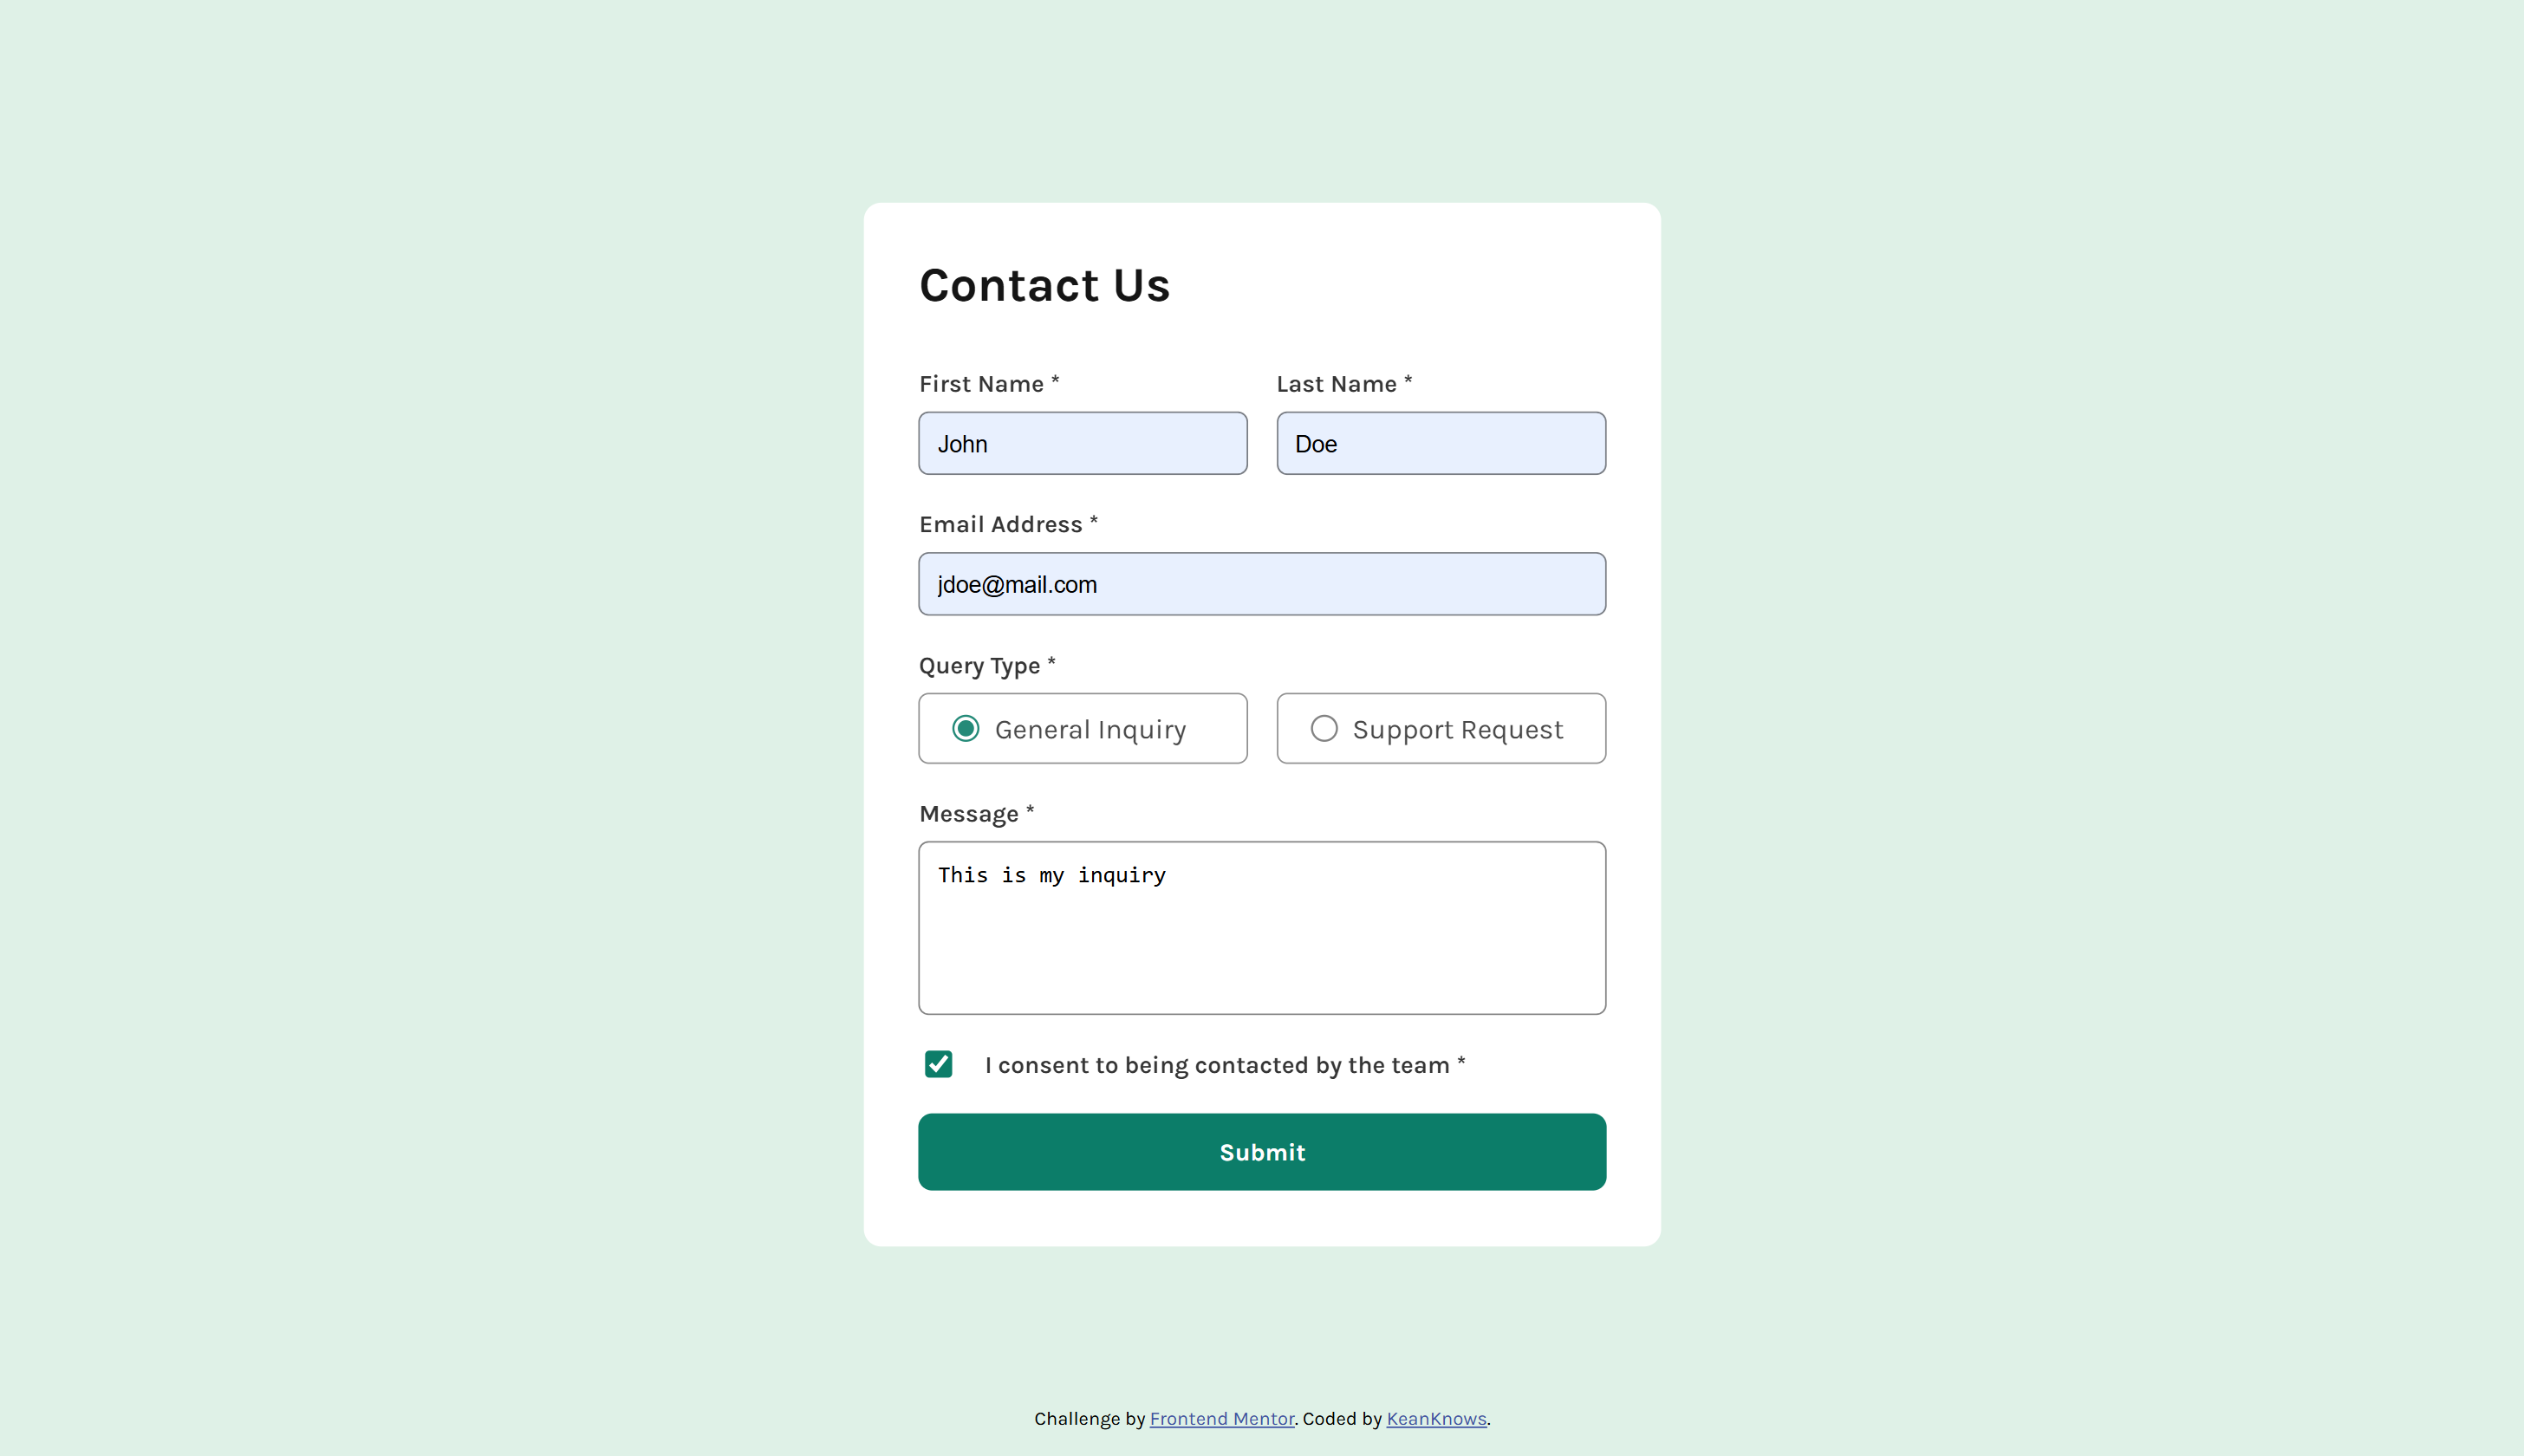 Contact Us
First Name * Last Name *
John Doe
Email Address *
jdoe@mail.com
Query Type *
General Inquiry Support Request
Message *
This is my inquiry
I consent to being contacted by the team *
Submit
Challenge by Frontend Mentor. Coded by KeanKnows.